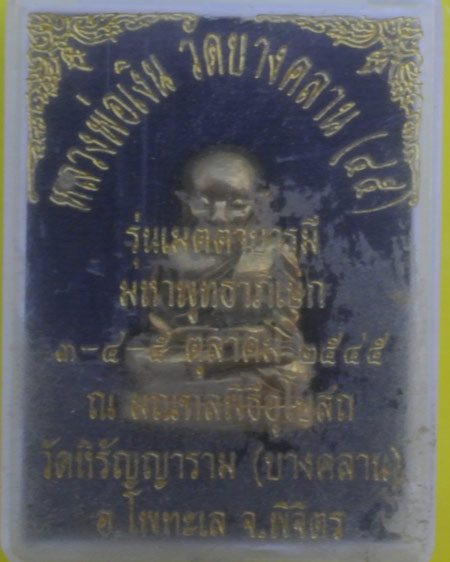 หลวงพ่อเงิน วัดบางคลาน (๔๕)
รุ่นเมตตาบารมี
มหาพุทธาภิเษก
๓-๔-๕ ตุลาคม ๒๕๔๕
ณ มณฑลพิธีอุโบสถ
วัดหิรัญญาราม (บางคลาน)
อ.โพทะเล จ.พิจิตร